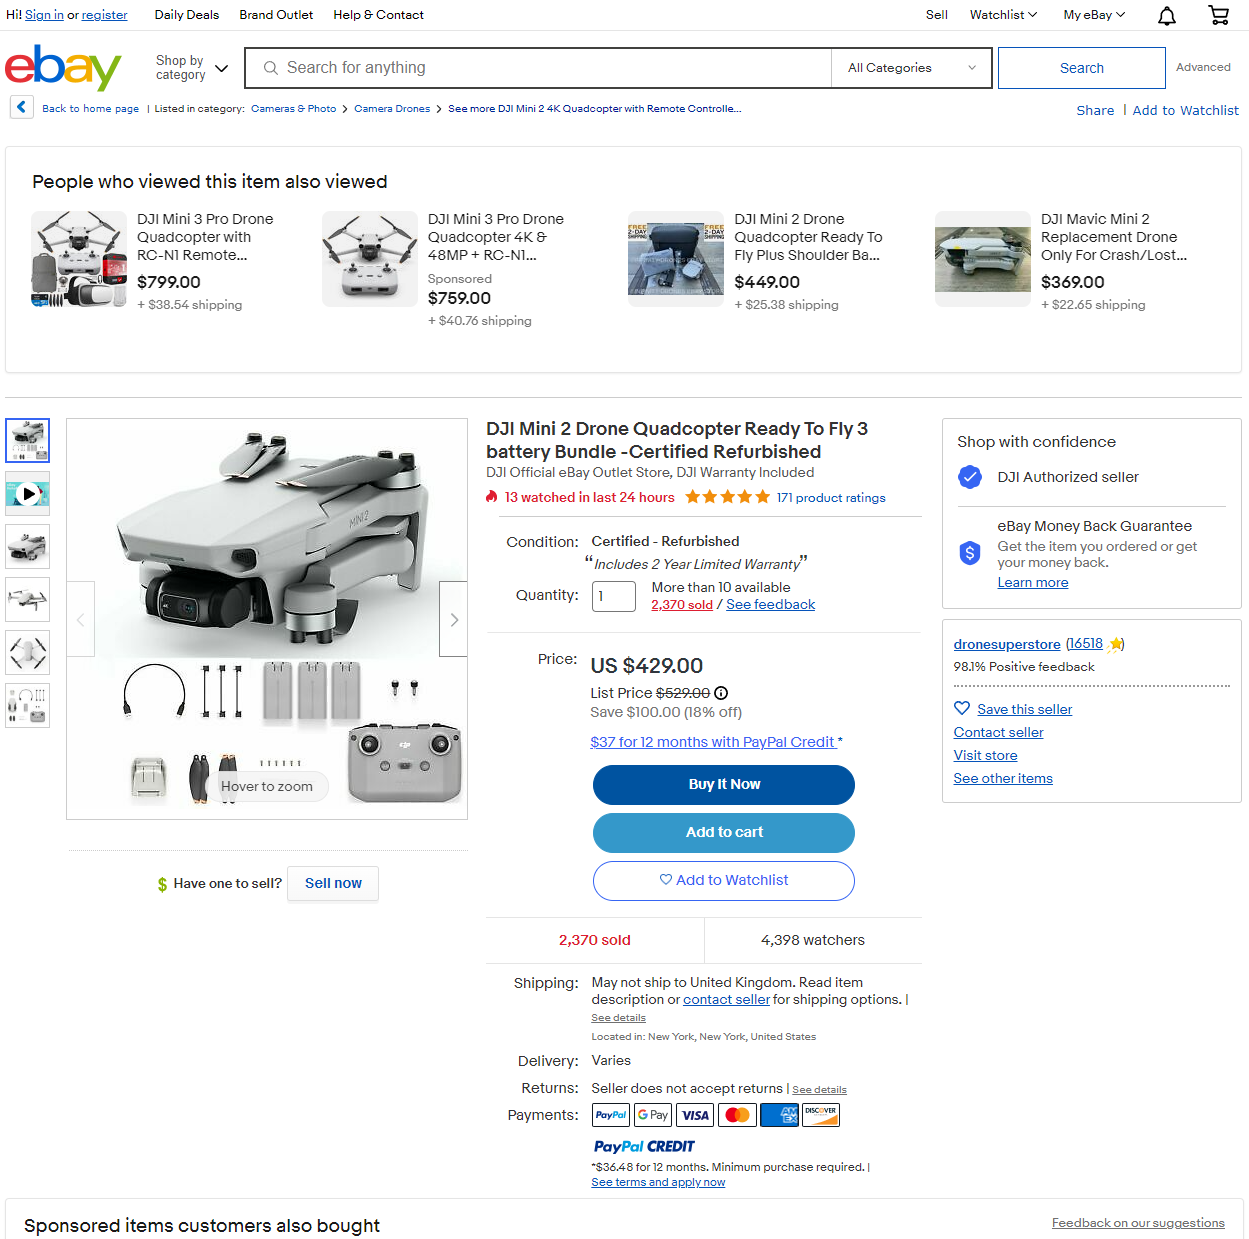 Hi! Sign in or register
Daily Deals
Brand Outlet
Help & Contact
Sell
Watchlist
My eBay
ebay
Shop by
category
Search for anything
All Categories
Search
Advanced
Back to home page
| Listed in category:
Cameras & Photo
Camera Drones
See more DJI Mini 2 4K Quadcopter with Remote Controlle...
Share
Add to Watchlist
People who viewed this item also viewed
DJI Mini 3 Pro Drone
Quadcopter with
RC-N1 Remote...
$799.00
+ $38.54 shipping
DJI Mini 3 Pro Drone
Quadcopter 4K &
48MP + RC-N1...
Sponsored
$759.00
+ $40.76 shipping
DJI Mini 2 Drone
Quadcopter Ready To
Fly Plus Shoulder Ba...
$449.00
+ $25.38 shipping
DJI Mavic Mini 2
Replacement Drone
Only For Crash/Lost...
$369.00
+ $22.65 shipping
MINI 2
Hover to zoom
$ Have one to sell?
Sell now
DJI Mini 2 Drone Quadcopter Ready To Fly 3
battery Bundle -Certified Refurbished
DJI Official eBay Outlet Store, DJI Warranty Included
13 watched in last 24 hours
171 product ratings
Condition:
Certified - Refurbished
“Includes 2 Year Limited Warranty”
Quantity:
1
More than 10 available
2,370 sold / See feedback
Price:
US $429.00
List Price $529.00
Save $100.00 (18% off)
$37 for 12 months with PayPal Credit *
Buy It Now
Add to cart
Add to Watchlist
2,370 sold
4,398 watchers
Shipping:
May not ship to United Kingdom. Read item
description or contact seller for shipping options. |
See details
Located in: New York, New York, United States
Delivery:
Varies
Returns:
Seller does not accept returns | See details
Payments:
PayPal
G Pay
VISA
AMEX
DISCOVER
PayPal CREDIT
*$36.48 for 12 months. Minimum purchase required. |
See terms and apply now
Shop with confidence
DJI Authorized seller
eBay Money Back Guarantee
Get the item you ordered or get
your money back.
Learn more
dronesuperstore (16518)
98.1% Positive feedback
Save this seller
Contact seller
Visit store
See other items
Sponsored items customers also bought
Feedback on our suggestions